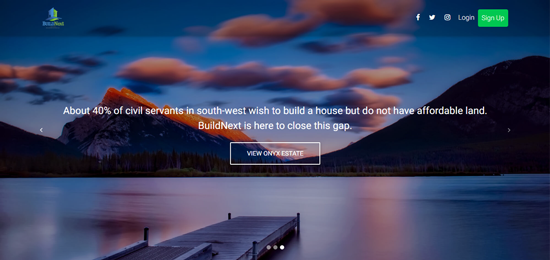 BUILDNext
Login
Sign Up
About 40% of civil servants in south-west wish to build a house but do not have affordable land.
BuildNext is here to close this gap.
VIEW ONYX ESTATE